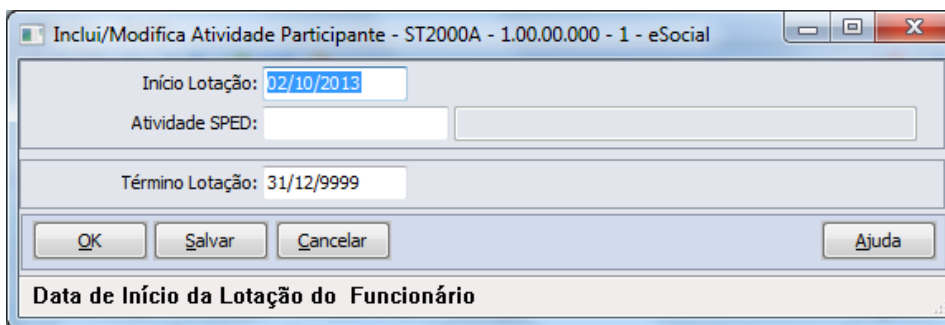 Inclui/Modifica Atividade Participante - ST2000A - 1.00.00.000 - 1 - eSocial
Início Lotação: 02/10/2013
Atividade SPED:
Término Lotação: 31/12/9999
OK Salvar Cancelar Ajuda
Data de Início da Lotação do Funcionário